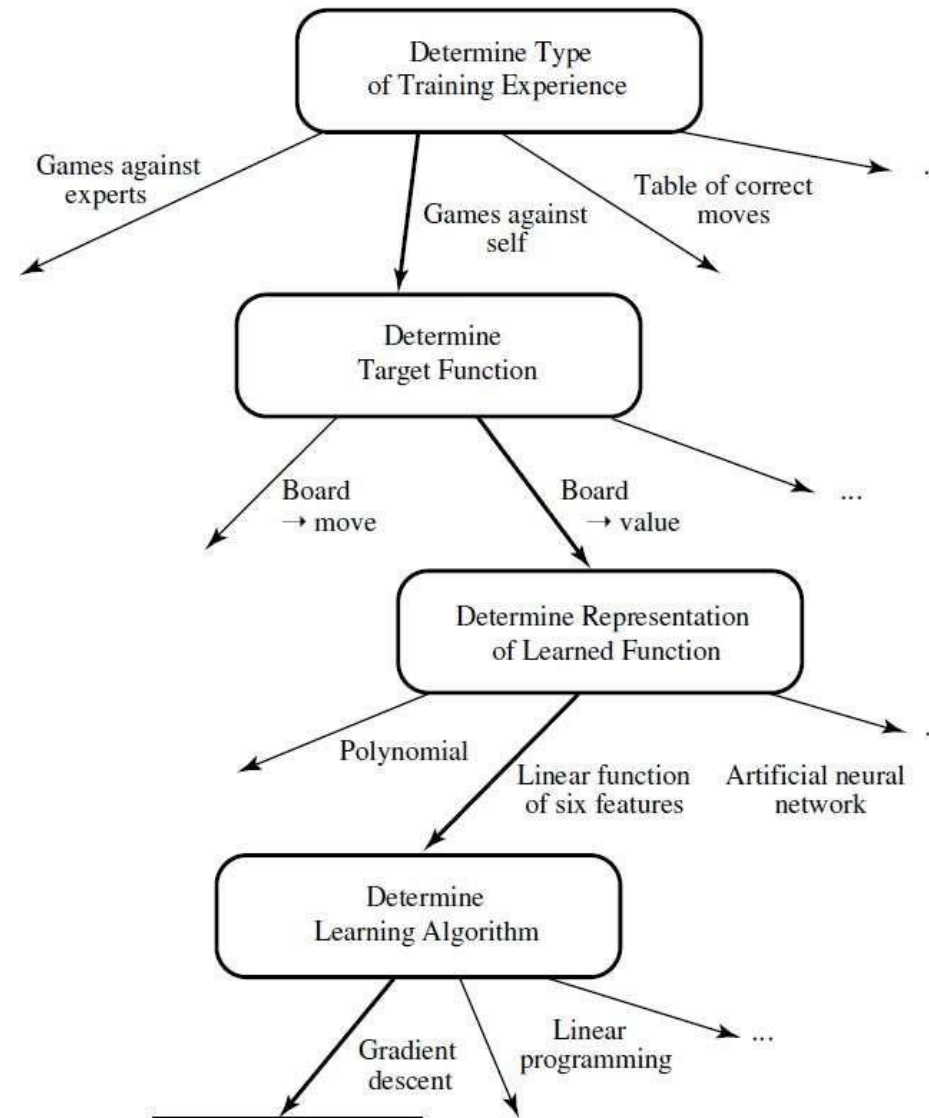 Determine Type
of Training Experience
Games against
experts
Games against
self
Table of correct
moves
.
Determine
Target Function
Board
→ move
Board
→ value
...
Determine Representation
of Learned Function
Polynomial
Linear function
of six features
Artificial neural
network
.
Determine
Learning Algorithm
Gradient
descent
Linear
programming
...